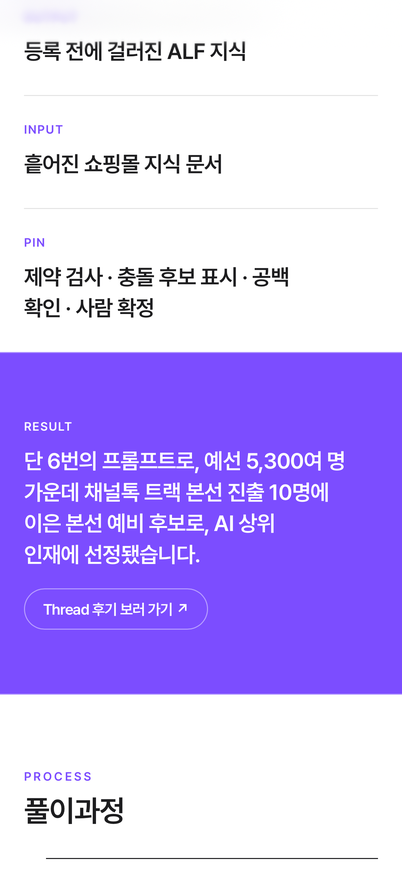 등록 전에 걸러진 ALF 지식
INPUT
흩어진 쇼핑몰 지식 문서
PIN
제약 검사 · 충돌 후보 표시 · 공백
확인 · 사람 확정
RESULT
단 6번의 프롬프트로, 예선 5,300여 명
가운데 채널톡 트랙 본선 진출 10명에
이은 본선 예비 후보로, AI 상위
인재에 선정됐습니다.
Thread 후기 보러 가기 ↗
PROCESS
풀이과정